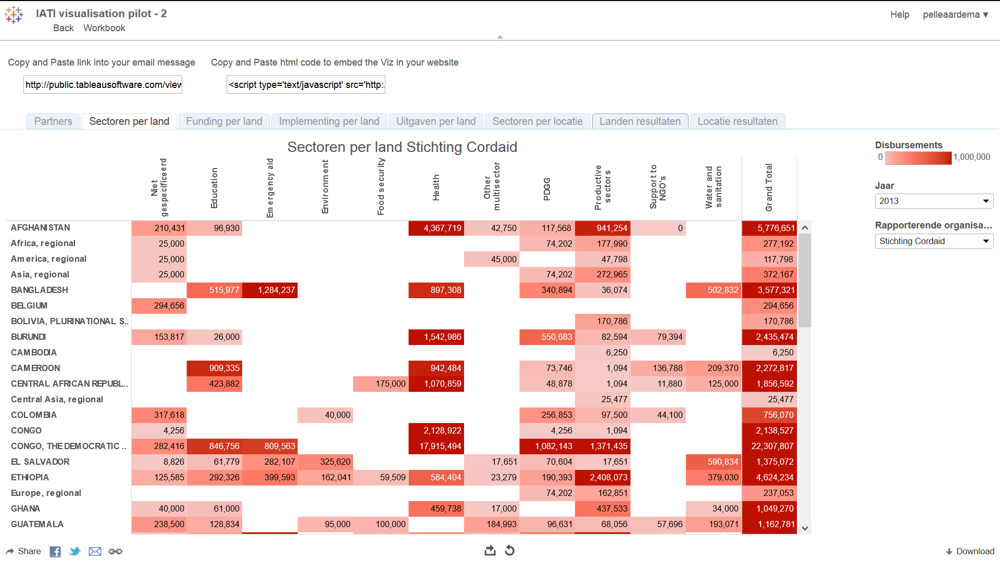 IATI visualisation pilot - 2
Back Workbook
Help pelleaardema ▼
Copy and Paste link into your email message
Copy and Paste html code to embed the Viz in your website
http://public.tableausoftware.com/view
<script type='text/javascript' src='http:
Partners Sectoren per land Funding per land Implementing per land Uitgaven per land Sectoren per locatie Landen resultaten Locatie resultaten
Sectoren per land Stichting Cordaid
Niet gespecificeerd Education Emergency aid Environment Food security Health Other multisector PDGG Productive sectors Support to NGO's Water and sanitation Grand Total
AFGHANISTAN 210,431 96,930 4,367,719 42,750 117,568 941,254 0 5,776,651
Africa, regional 25,000 74,202 177,990 277,192
America, regional 25,000 45,000 47,798 117,798
Asia, regional 25,000 74,202 272,965 372,167
BANGLADESH 515,977 1,284,237 897,308 340,894 36,074 502,832 3,577,321
BELGIUM 294,656 294,656
BOLIVIA, PLURINATIONAL S.. 170,786 170,786
BURUNDI 153,817 26,000 1,542,986 550,683 82,594 79,394 2,435,474
CAMBODIA 6,250 6,250
CAMEROON 909,335 942,484 73,746 1,094 136,788 209,370 2,272,817
CENTRAL AFRICAN REPUBL.. 423,882 175,000 1,070,859 48,878 1,094 11,880 125,000 1,856,592
Central Asia, regional 25,477 25,477
COLOMBIA 317,618 40,000 256,853 97,500 44,100 756,070
CONGO 4,256 2,128,922 4,256 1,094 2,138,527
CONGO, THE DEMOCRATIC .. 282,416 846,756 809,563 17,915,494 1,082,143 1,371,435 22,307,807
EL SALVADOR 8,826 61,779 282,107 325,620 17,651 70,604 17,651 590,834 1,375,072
ETHIOPIA 125,585 292,326 399,593 162,041 59,509 584,404 23,279 190,393 2,408,073 379,030 4,624,234
Europe, regional 74,202 162,851 237,053
GHANA 40,000 61,000 459,738 17,000 437,533 34,000 1,049,270
GUATEMALA 238,500 128,834 95,000 100,000 184,993 96,631 68,056 57,696 193,071 1,162,781
Disbursements
0 1,000,000
Jaar
2013
Rapporterende organisa...
Stichting Cordaid
Share
Download